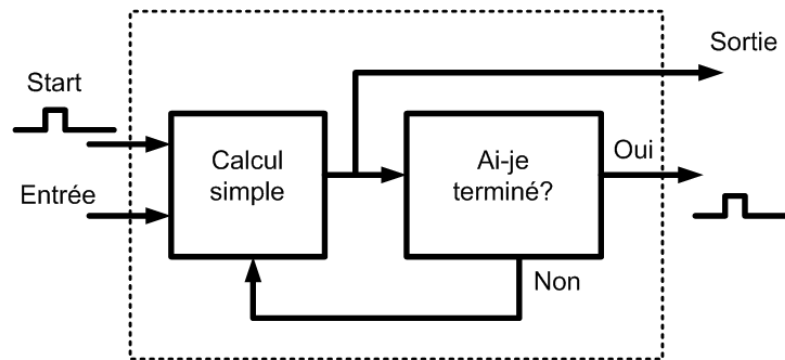 Sortie
Start
Calcul
simple
Ai-je
terminé?
Oui
Entrée
Non